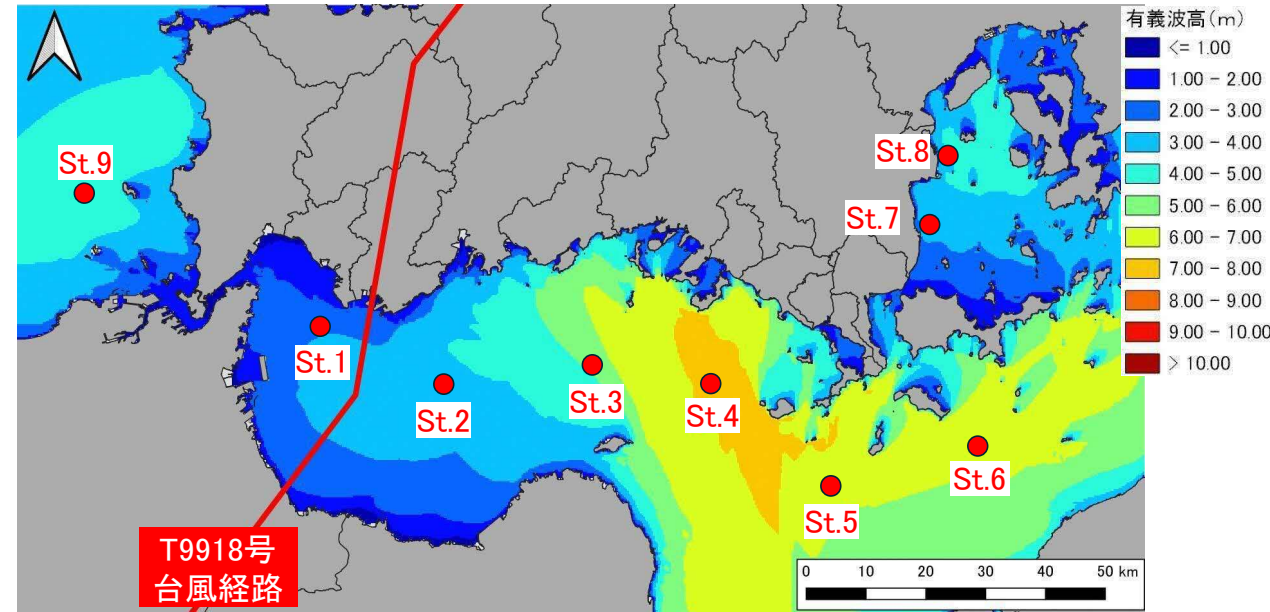 有義波高(m)
<= 1.00
1.00 - 2.00
2.00 - 3.00
3.00 - 4.00
4.00 - 5.00
5.00 - 6.00
6.00 - 7.00
7.00 - 8.00
8.00 - 9.00
9.00 - 10.00
> 10.00
St.9
St.8
St.7
St.1
St.2
St.3
St.4
St.5
St.6
T9918号
台風経路
0 10 20 30 40 50 km